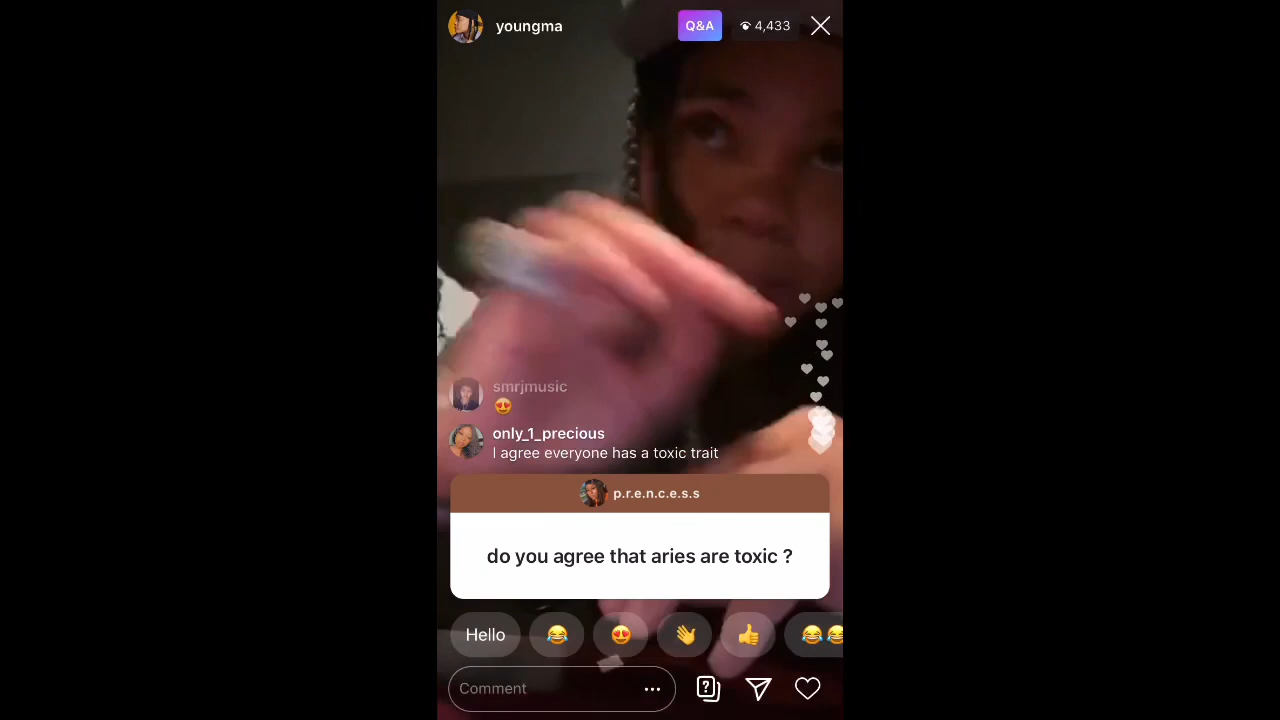 youngma
Q&A
4,433
smrjmusic
😍
only_1_precious
I agree everyone has a toxic trait
p.r.e.n.c.e.s.s
do you agree that aries are toxic ?
Hello 😂 😍 👋 👍 😂😂
Comment